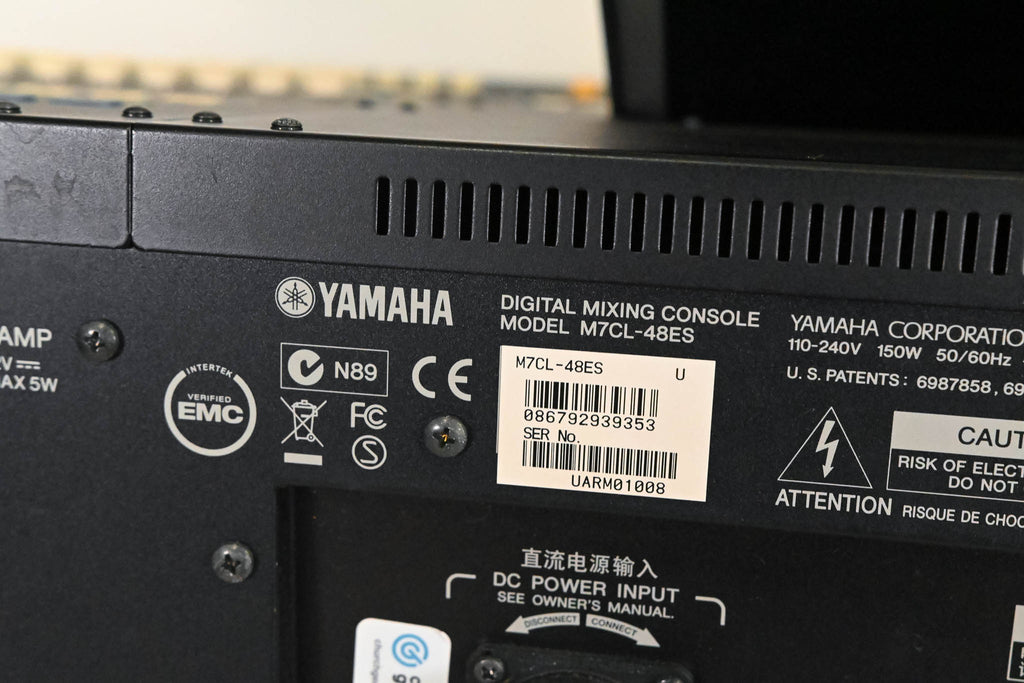 YAMAHA
DIGITAL MIXING CONSOLE
MODEL M7CL-48ES
YAMAHA CORPORATIO
110-240V 150W 50/60Hz
U.S. PATENTS: 6987858, 69
AMP
V
AX 5W
INTERTEK
VERIFIED
EMC
N89
CE
FC
S
M7CL-48ES U
086792939353
SER No.
UARM01008
CAUT
RISK OF ELECT
DO NOT
ATTENTION
RISQUE DE CHOC
直流电源输入
DC POWER INPUT
SEE OWNER'S MANUAL.
DISCONNECT
CONNECT